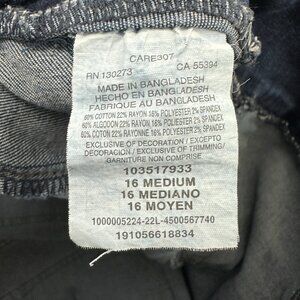 CARE307
RN 130273 CA 55394
MADE IN BANGLADESH
HECHO EN BANGLADESH
FABRIQUE AU BANGLADESH
60% COTTON 22% RAYON 16% POLYESTER 2% SPANDEX
60% ALGODON 22% RAYON 16% POLIESTER 2% SPANDEX
60% COTON 22% RAYONNE 16% POLYESTER 2% SPANDEX
EXCLUSIVE OF DECORATION / EXCEPTO
DECORACIÓN / EXCLUSIVE OF TRIMMING/
GARNITURE NON COMPRISE
103517933
16 MEDIUM
16 MEDIANO
16 MOYEN
1000005224-22L-4500567740
191056618834